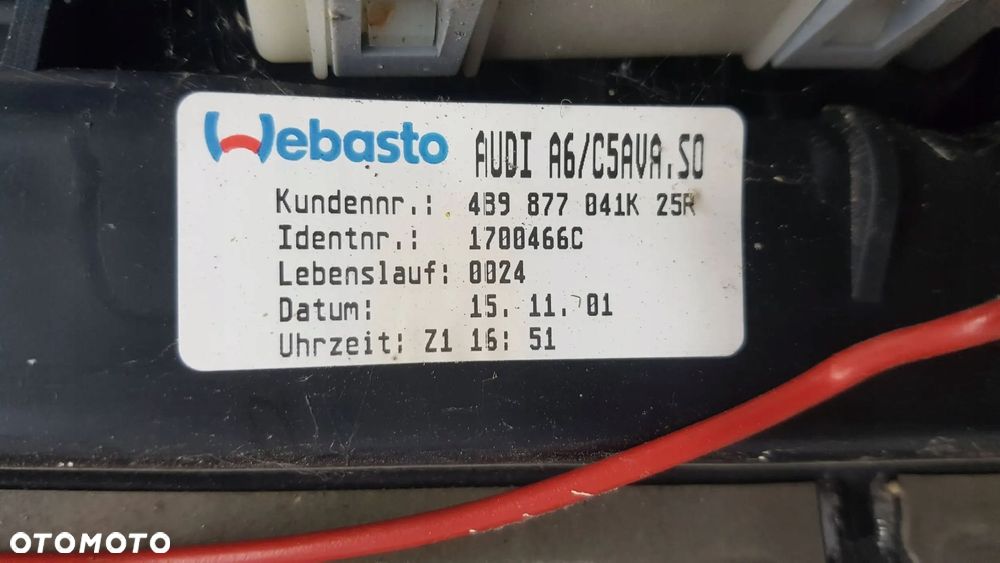 Webasto AUDI A6/C5AVA.SO
Kundennr.: 4B9 877 041K 25R
Identnr.: 1700466C
Lebenslauf: 0024
Datum: 15. 11. 01
Uhrzeit: Z1 16: 51
OTOMOTO